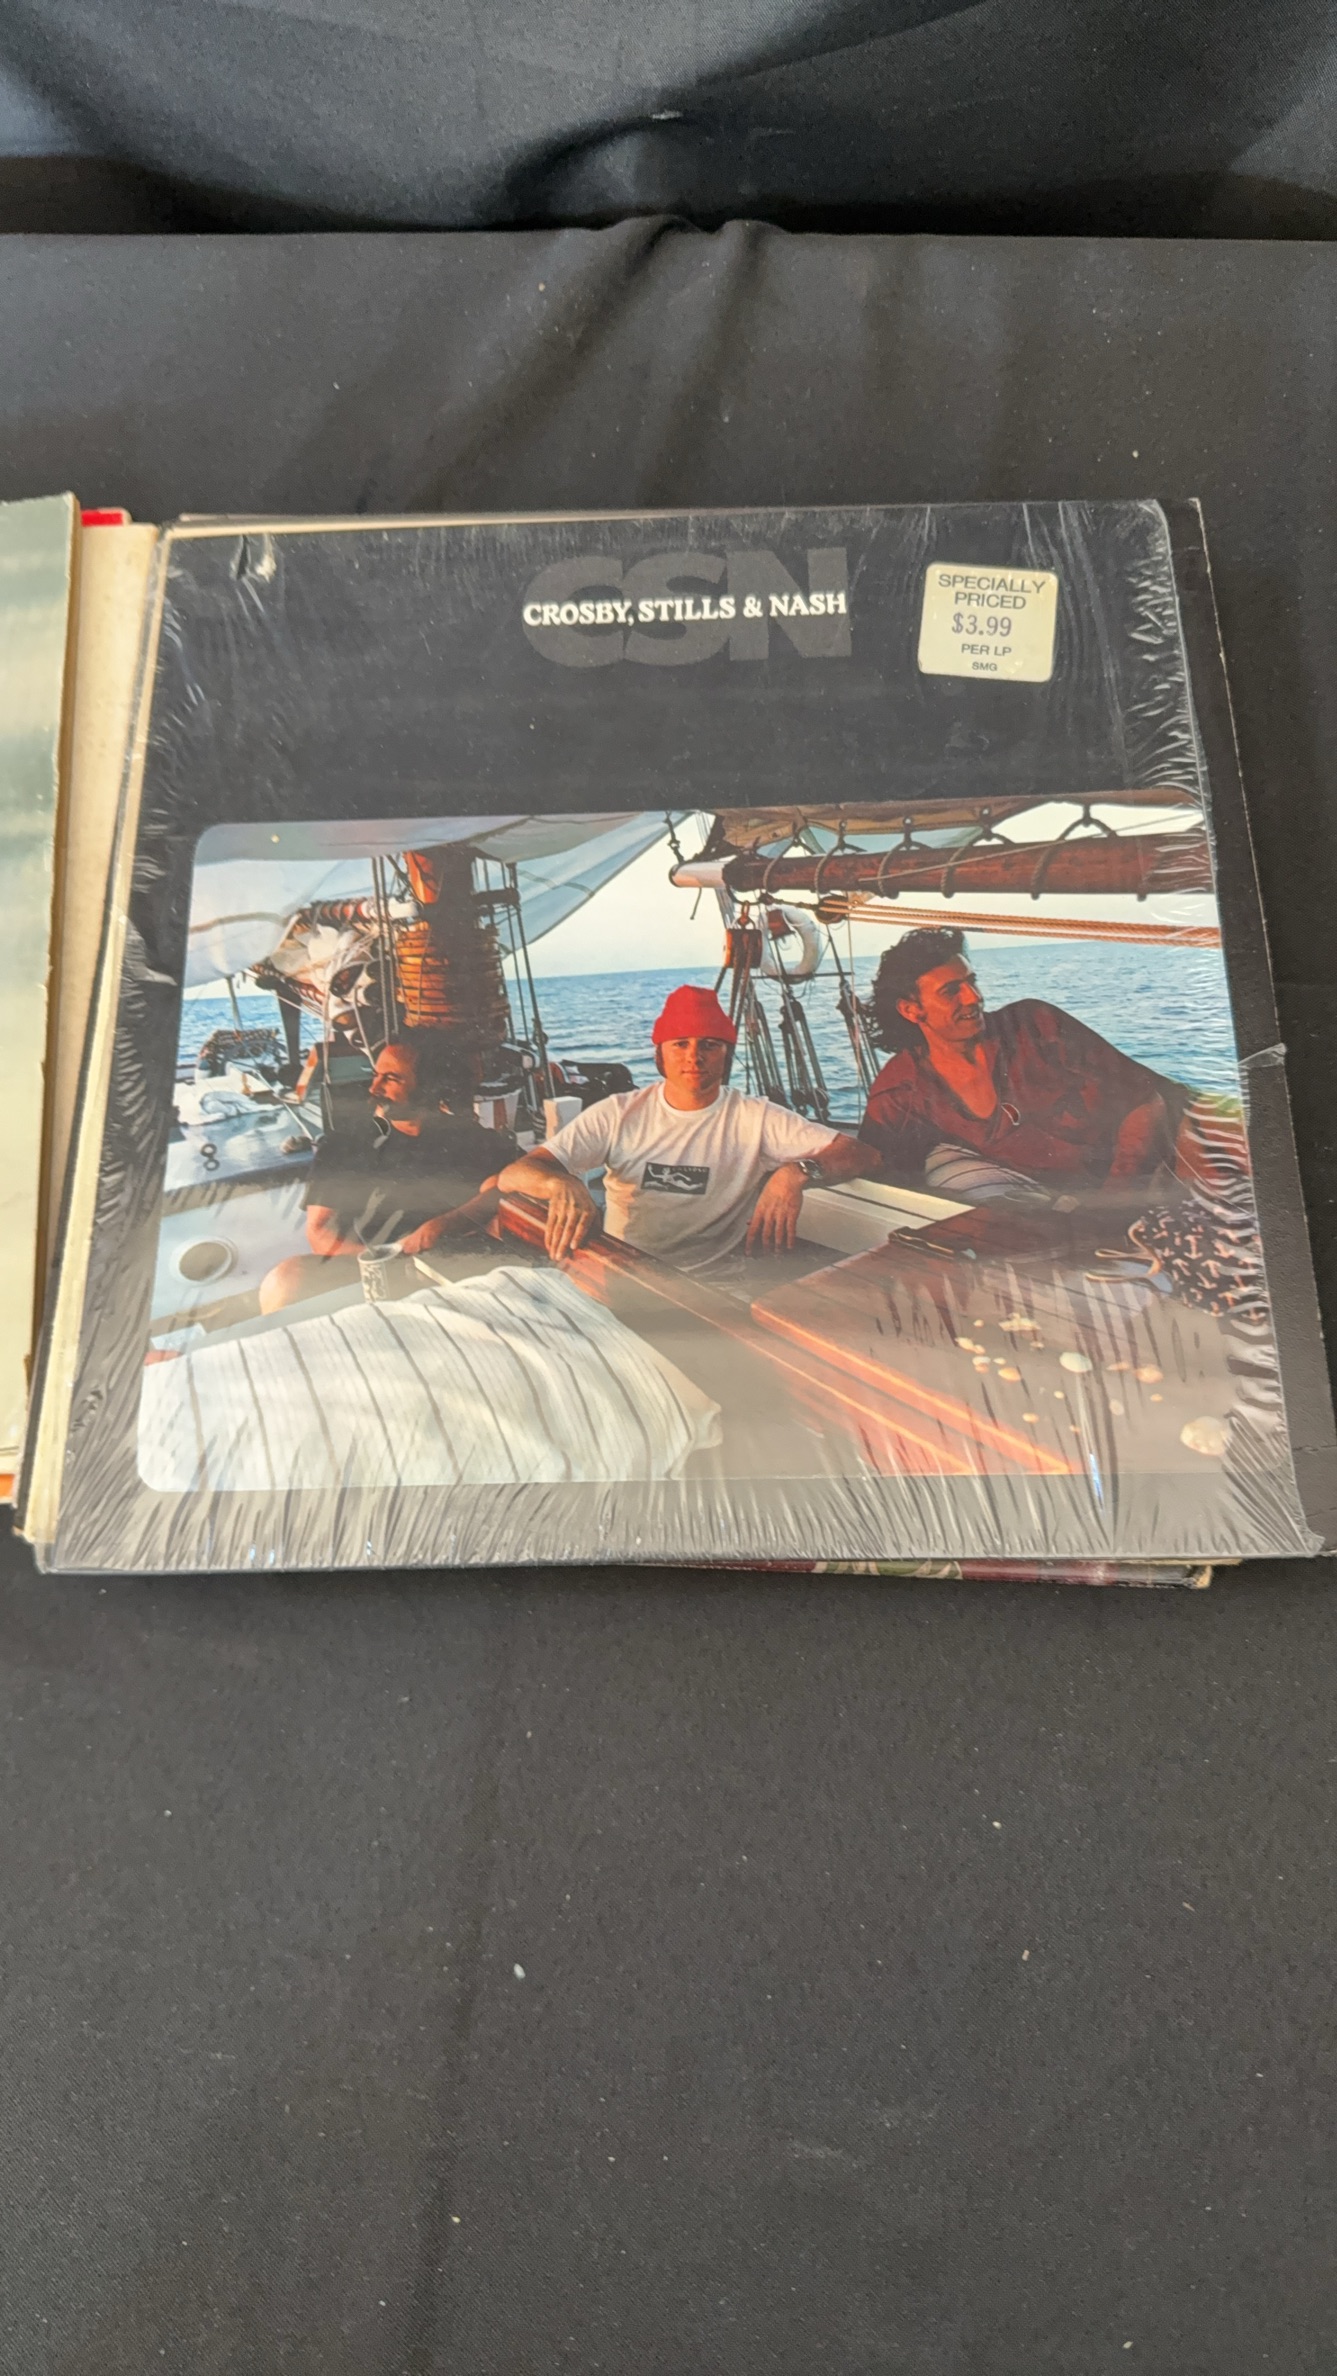 CSN
CROSBY, STILLS & NASH
SPECIALLY
PRICED
$3.99
PER LP
SMG